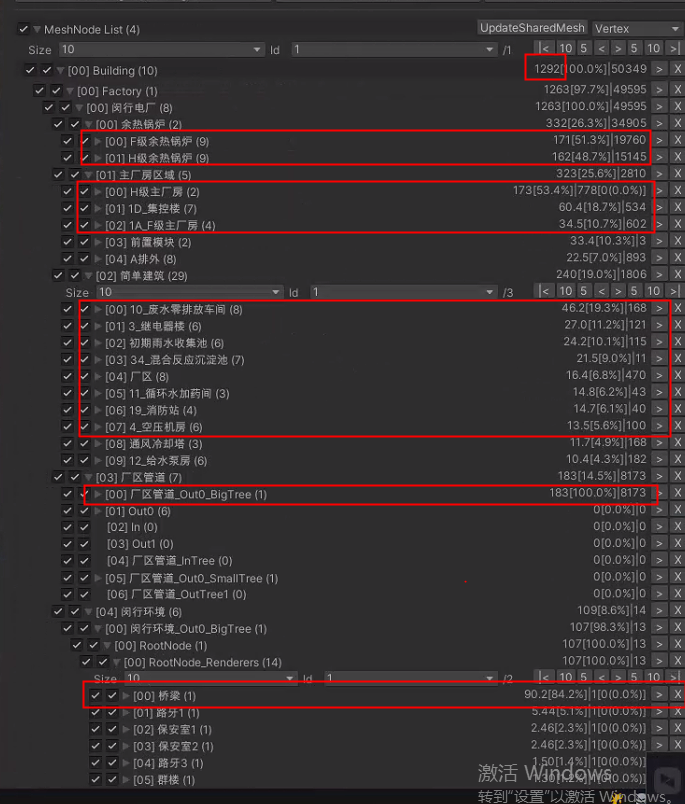 MeshNode List (4) UpdateSharedMesh Vertex
Size 10 Id 1 /1 |< 10 5 < > 5 10 >|
[00] Building (10) 1292[100.0%]|50349 > X
[00] Factory (1) 1263[97.7%]|49595 > X
[00] 闵行电厂 (8) 1263[100.0%]|49595 > X
[00] 余热锅炉 (2) 332[26.3%]|34905 > X
[00] F级余热锅炉 (9) 171[51.3%]|19760 > X
[01] H级余热锅炉 (9) 162[48.7%]|15145 > X
[01] 主厂房区域 (5) 323[25.6%]|2810 > X
[00] H级主厂房 (2) 173[53.4%]|778[0(0.0%)] > X
[01] 1D_集控楼 (7) 60.4[18.7%]|534 > X
[02] 1A_F级主厂房 (4) 34.5[10.7%]|602 > X
[03] 前置模块 (2) 33.4[10.3%]|3 > X
[04] A排外 (8) 22.5[7.0%]|893 > X
[02] 简单建筑 (29) 240[19.0%]|1806 > X
Size 10 Id 1 /3 |< 10 5 < > 5 10 >|
[00] 10_废水零排放车间 (8) 46.2[19.3%]|168 > X
[01] 3_继电器楼 (6) 27.0[11.2%]|121 > X
[02] 初期雨水收集池 (6) 24.2[10.1%]|115 > X
[03] 34_混合反应沉淀池 (7) 21.5[9.0%]|11 > X
[04] 厂区 (8) 16.4[6.8%]|470 > X
[05] 11_循环水加药间 (3) 14.8[6.2%]|43 > X
[06] 19_消防站 (4) 14.7[6.1%]|40 > X
[07] 4_空压机房 (6) 13.5[5.6%]|100 > X
[08] 通风冷却塔 (3) 11.7[4.9%]|168 > X
[09] 12_给水泵房 (6) 10.4[4.3%]|182 > X
[03] 厂区管道 (7) 183[14.5%]|8173 > X
[00] 厂区管道_Out0_BigTree (1) 183[100.0%]|8173 > X
[01] Out0 (6) 0[0.0%]|0 > X
[02] In (0) 0[0.0%]|0 > X
[03] Out1 (0) 0[0.0%]|0 > X
[04] 厂区管道_InTree (0) 0[0.0%]|0 > X
[05] 厂区管道_Out0_SmallTree (1) 0[0.0%]|0 > X
[06] 厂区管道_OutTree1 (0) 0[0.0%]|0 > X
[04] 闵行环境 (6) 109[8.6%]|14 > X
[00] 闵行环境_Out0_BigTree (1) 107[98.3%]|13 > X
[00] RootNode (1) 107[100.0%]|13 > X
[00] RootNode_Renderers (14) 107[100.0%]|13 > X
Size 10 Id 1 /2 |< 10 5 < > 5 10 >|
[00] 桥梁 (1) 90.2[84.2%]|1[0(0.0%)] > X
[01] 路牙1 (1) 5.44[5.1%]|1[0(0.0%)] > X
[02] 保安室1 (1) 2.46[2.3%]|1[0(0.0%)] > X
[03] 保安室2 (1) 2.46[2.3%]|1[0(0.0%)] > X
[04] 路牙3 (1) 1.50[1.4%]|1[0(0.0%)]
[05] 群楼 (1)
激活 Windows
转到“设置”以激活 Windows。